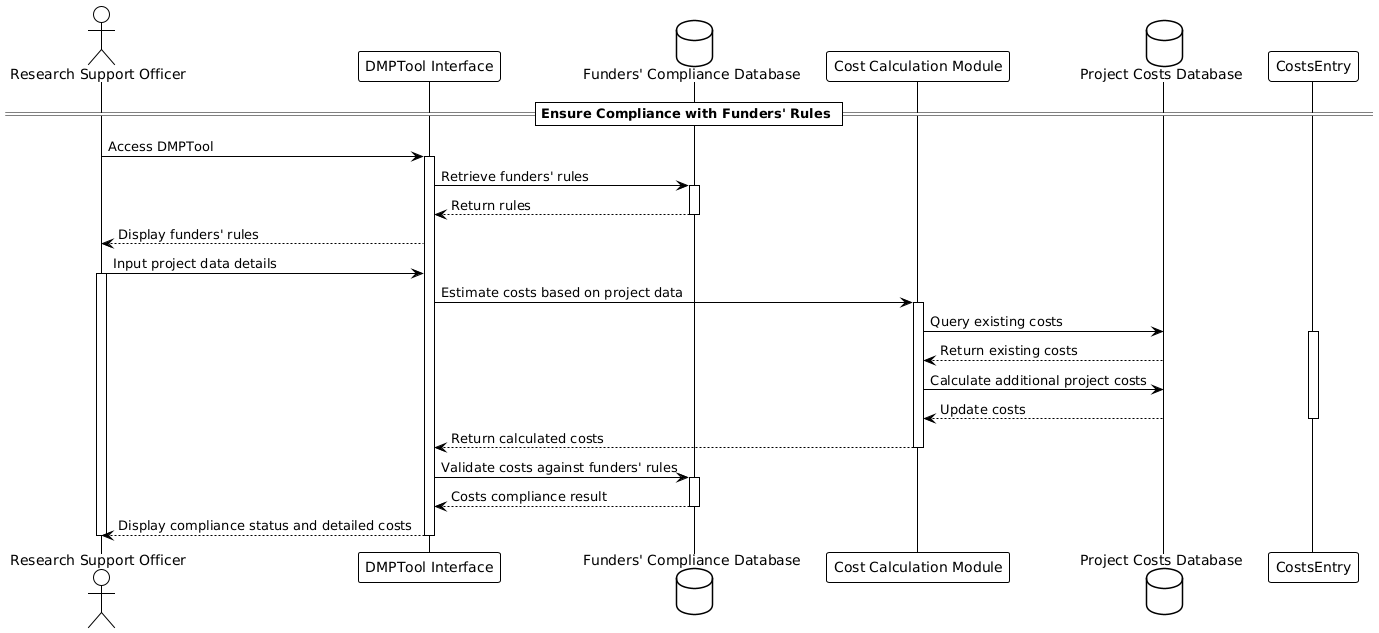 Research Support Officer
DMPTool Interface
Funders' Compliance Database
Cost Calculation Module
Project Costs Database
CostsEntry
Ensure Compliance with Funders' Rules
Access DMPTool
Retrieve funders' rules
Return rules
Display funders' rules
Input project data details
Estimate costs based on project data
Query existing costs
Return existing costs
Calculate additional project costs
Update costs
Return calculated costs
Validate costs against funders' rules
Costs compliance result
Display compliance status and detailed costs
Research Support Officer
DMPTool Interface
Funders' Compliance Database
Cost Calculation Module
Project Costs Database
CostsEntry